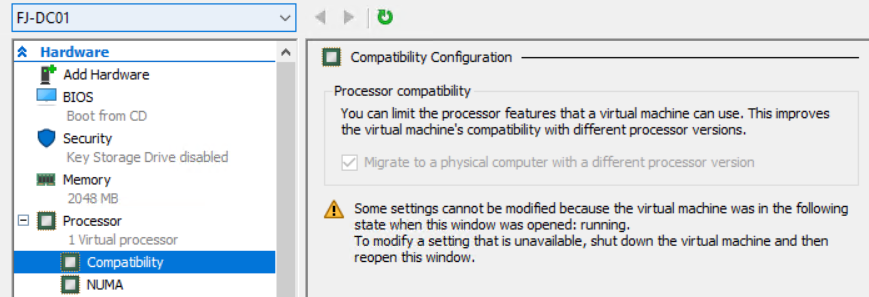 FJ-DC01
Hardware
Add Hardware
BIOS
Boot from CD
Security
Key Storage Drive disabled
Memory
2048 MB
Processor
1 Virtual processor
Compatibility
NUMA
Compatibility Configuration
Processor compatibility
You can limit the processor features that a virtual machine can use. This improves
the virtual machine's compatibility with different processor versions.
Migrate to a physical computer with a different processor version
Some settings cannot be modified because the virtual machine was in the following
state when this window was opened: running.
To modify a setting that is unavailable, shut down the virtual machine and then
reopen this window.